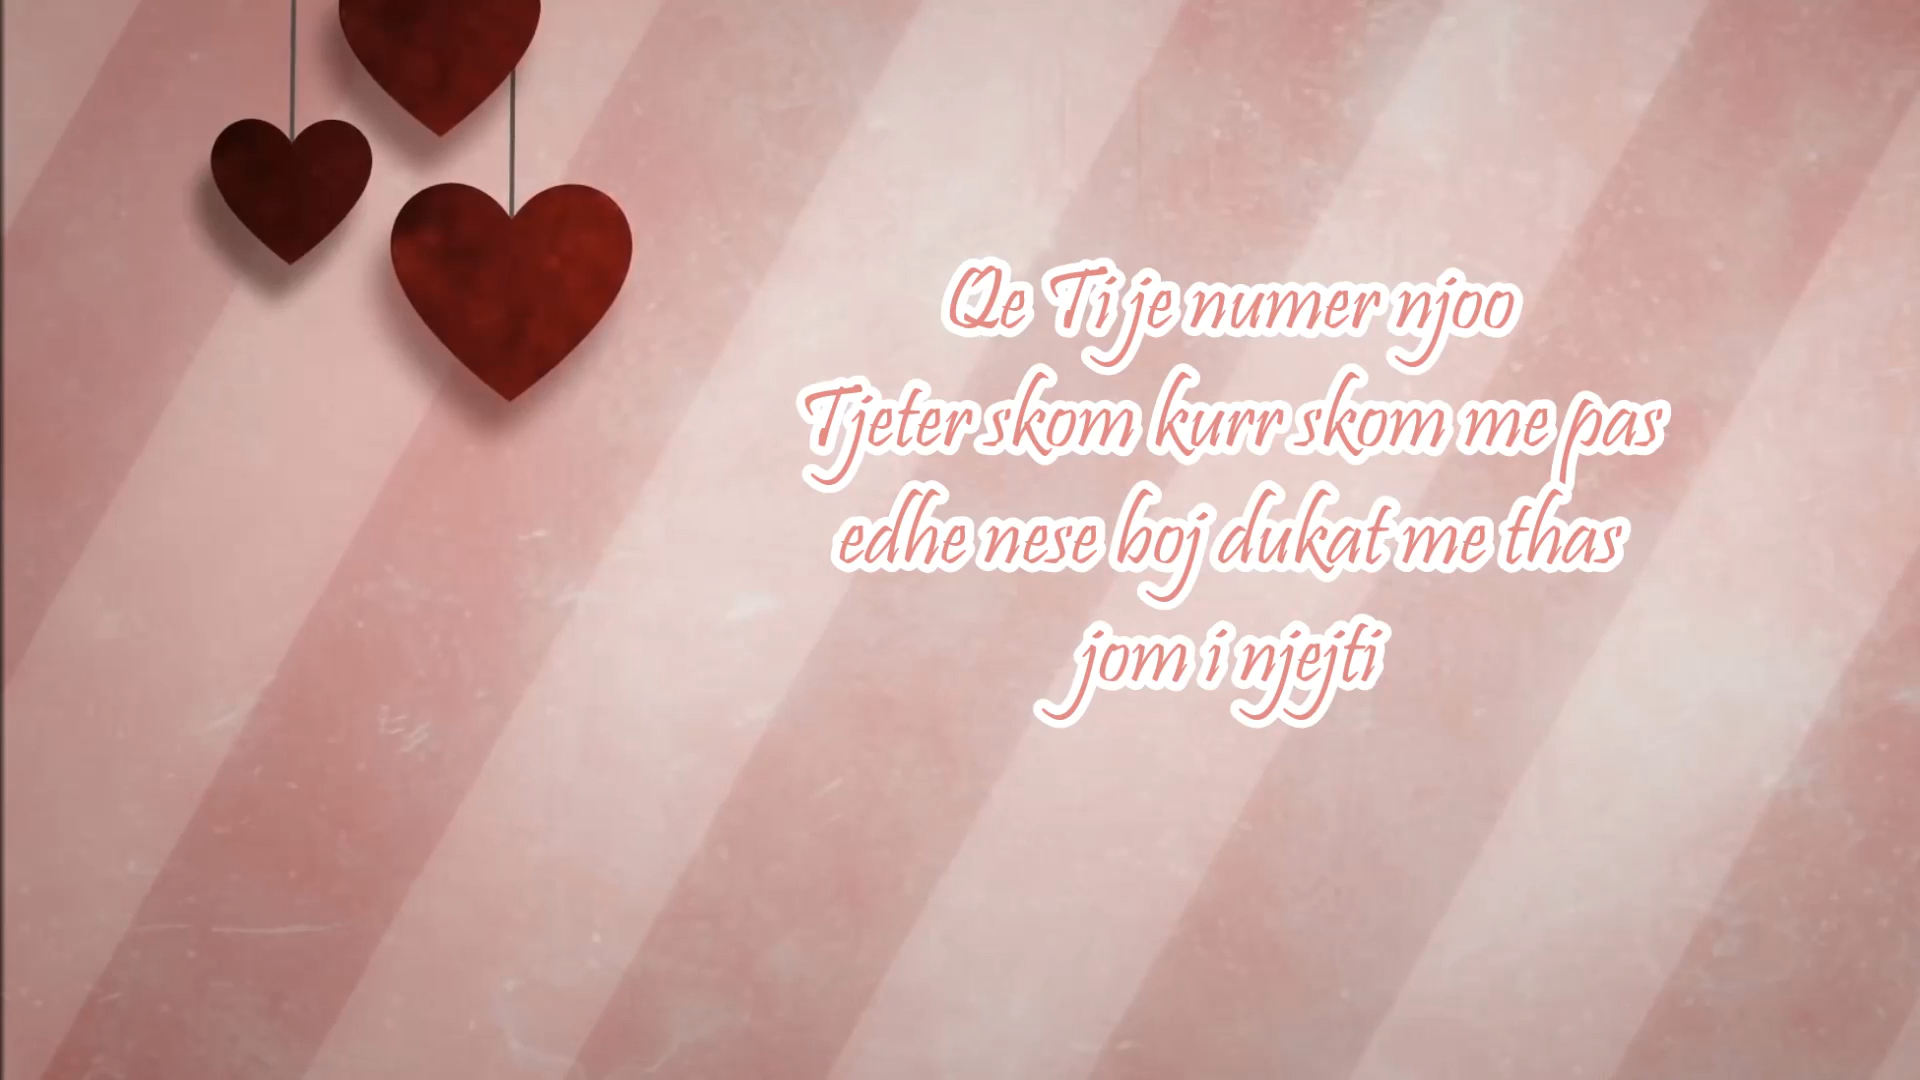 Qe Ti je numer njoo
Tjeter skom kurr skom me pas
edhe nese boj dukat me thas
jom i njejti